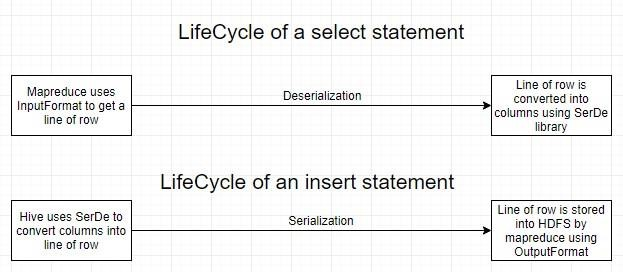 LifeCycle of a select statement
Mapreduce uses
InputFormat to get a
line of row
Deserialization
Line of row is
converted into
columns using SerDe
library
LifeCycle of an insert statement
Hive uses SerDe to
convert columns into
line of row
Serialization
Line of row is stored
into HDFS by
mapreduce using
OutputFormat